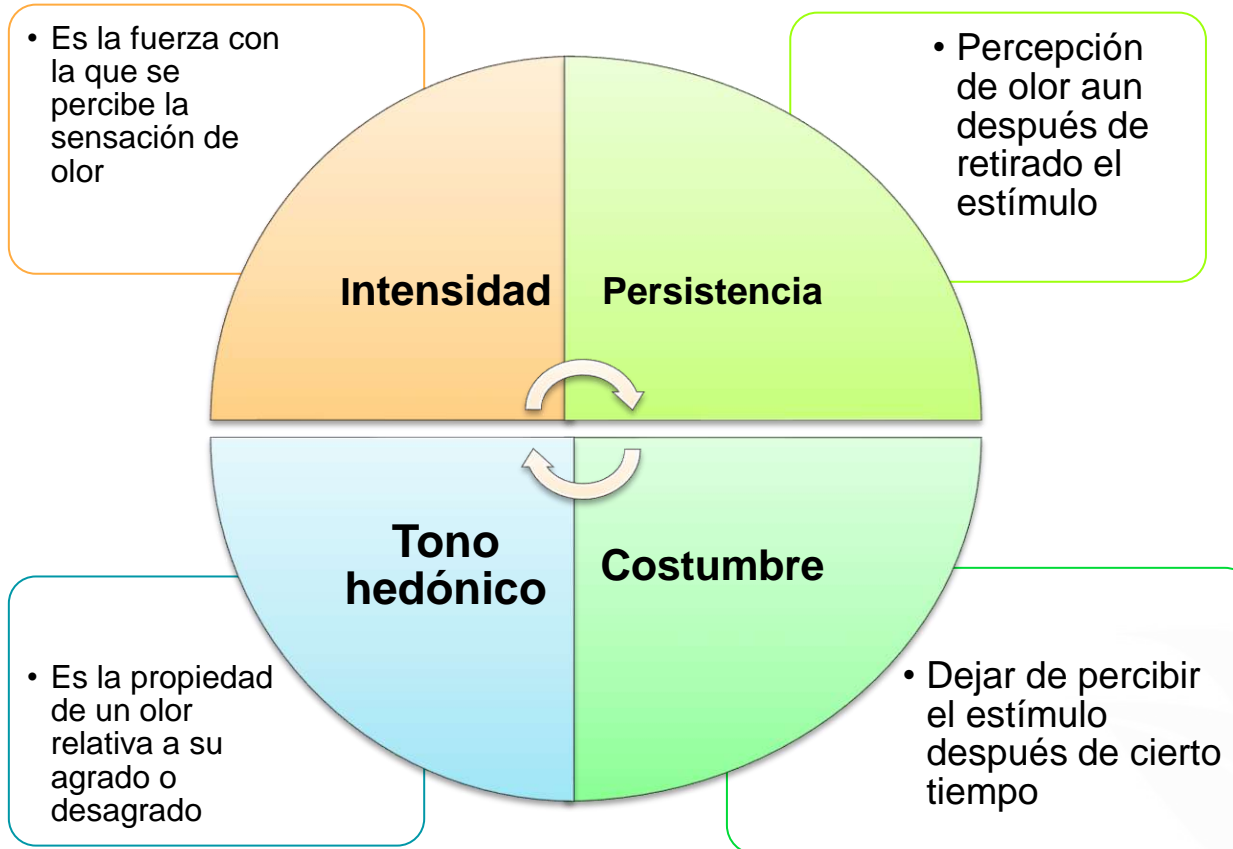 • Es la fuerza con
la que se
percibe la
sensación de
olor
• Percepción
de olor aun
después de
retirado el
estímulo
Intensidad
Persistencia
Tono
hedónico
Costumbre
• Es la propiedad
de un olor
relativa a su
agrado o
desagrado
• Dejar de percibir
el estímulo
después de cierto
tiempo